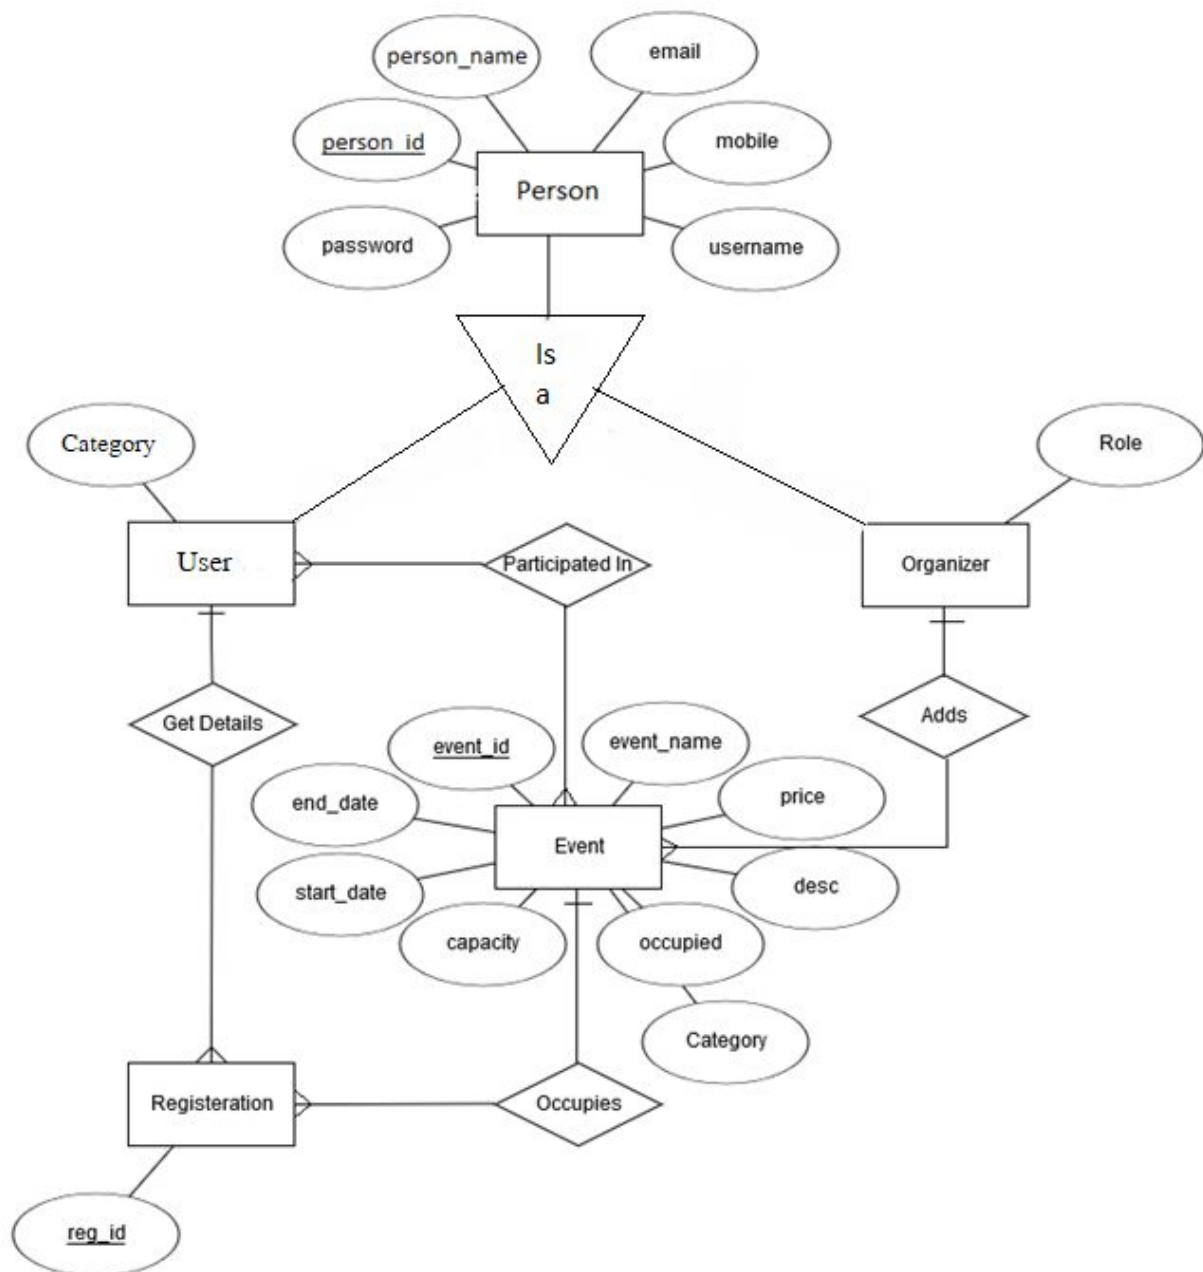 person_name
email
person_id
mobile
Person
password
username
Is
a
Category
Role
User
Participated In
Organizer
Get Details
Adds
event_id
event_name
end_date
price
Event
start_date
desc
capacity
occupied
Category
Registeration
Occupies
reg_id